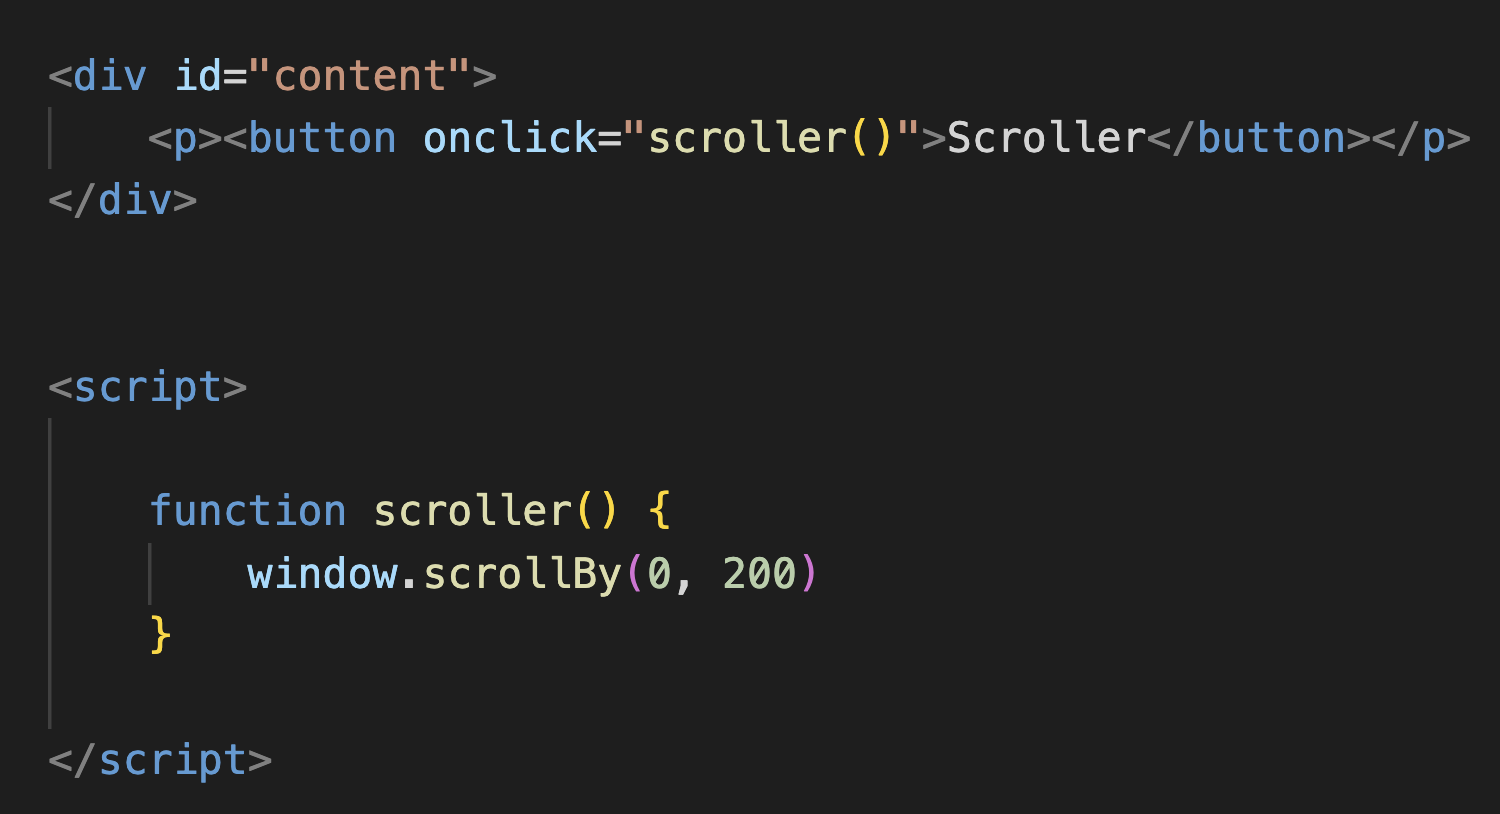 <div id="content">
    <p><button onclick="scroller()">Scroller</button></p>
</div>
<script>
    function scroller() {
        window.scrollBy(0, 200)
    }
</script>